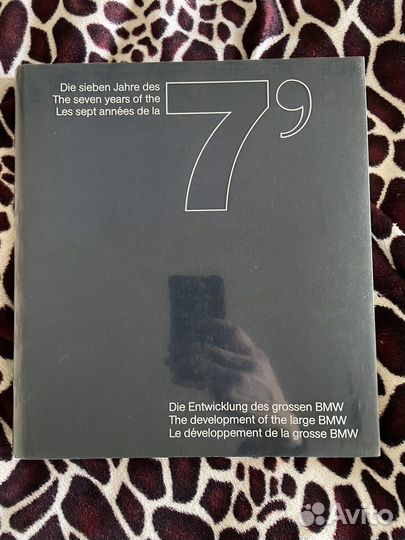 Die sieben Jahre des
The seven years of the
Les sept années de la
7’
Die Entwicklung des grossen BMW
The development of the large BMW
Le développement de la grosse BMW
Avito